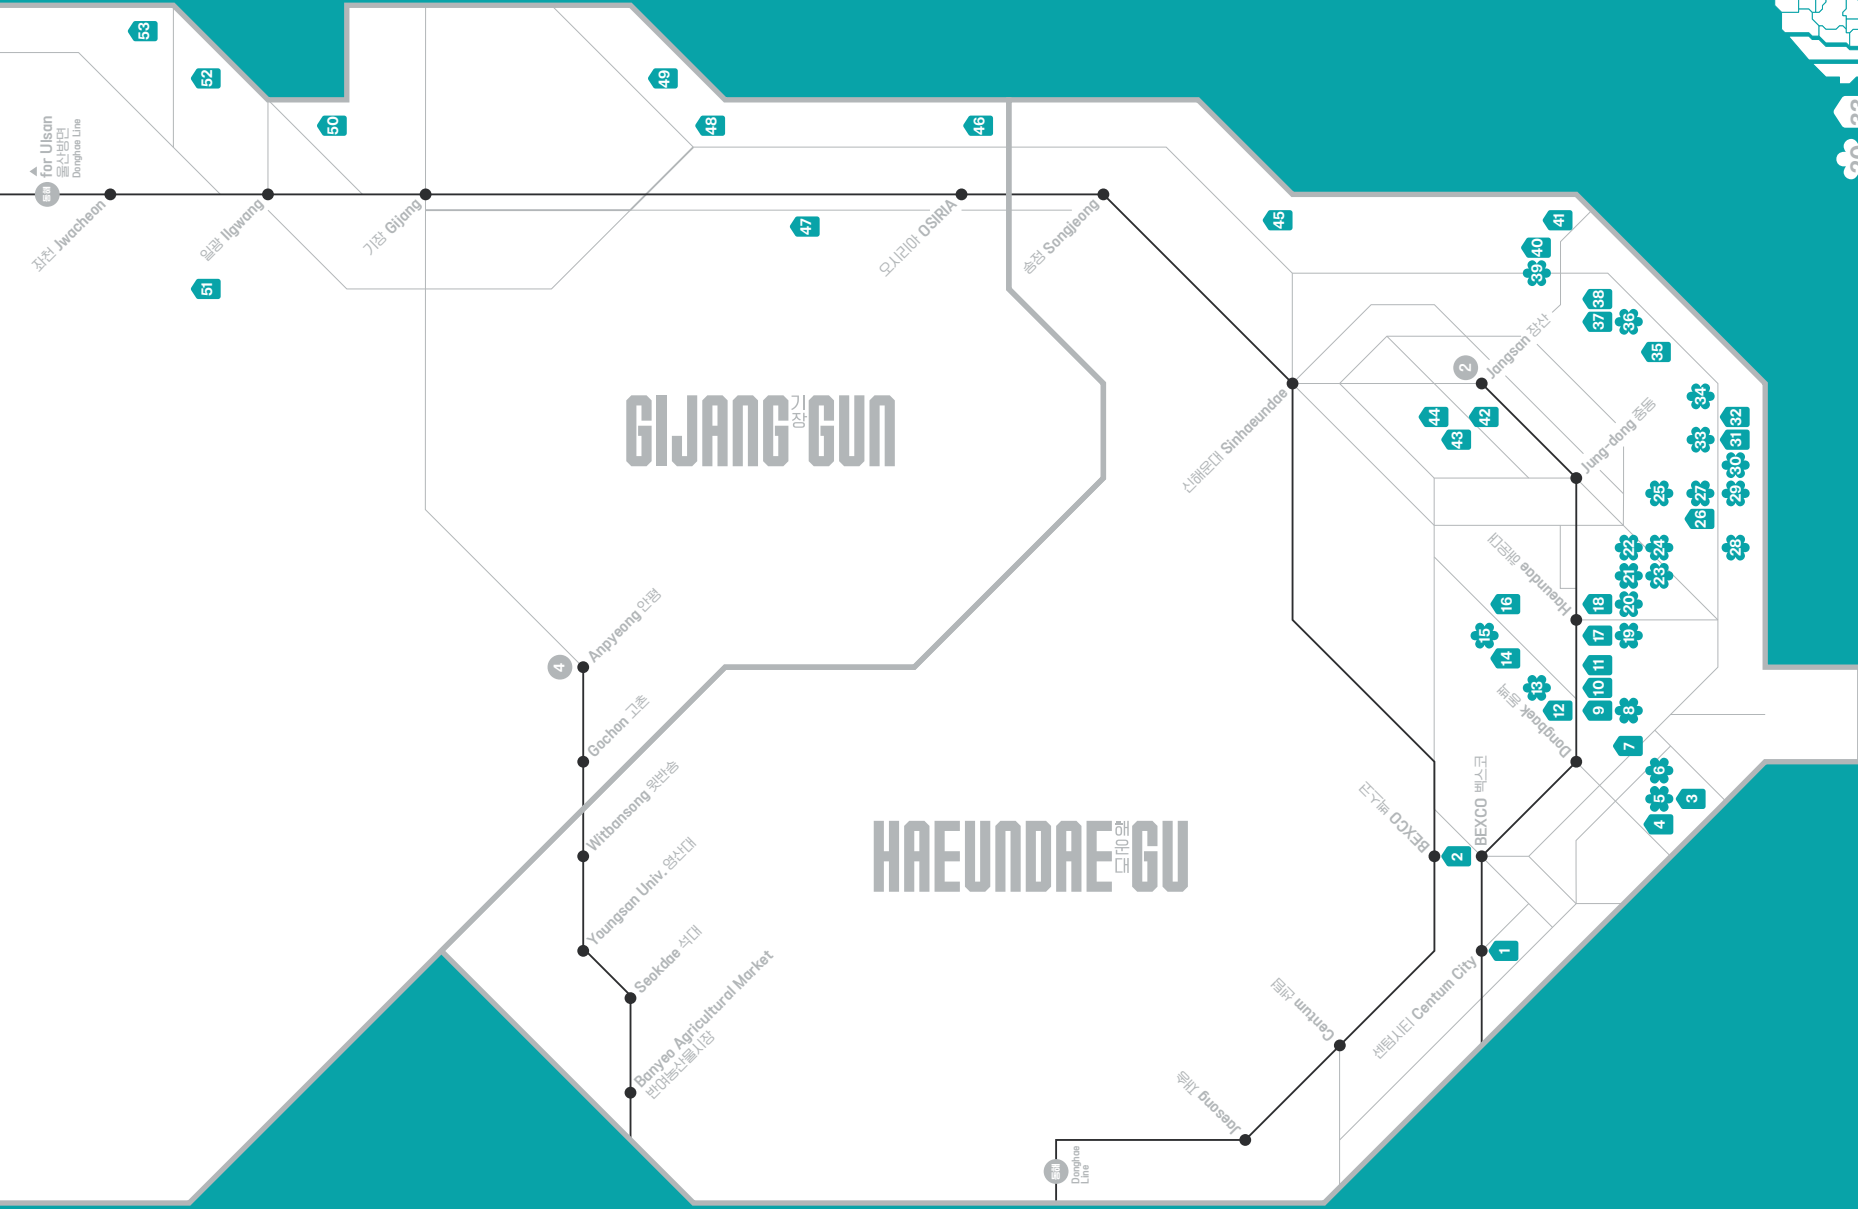 53
52
50
49
48
46
for Ulsan
울산방면
Donghae Line
동해
좌천 Jwacheon
일광 Ilgwang
기장 Gijang
오시리아 OSIRIA
송정 Songjeong
47
51
45
41
40
39
38
37
36
35
34
33
32
31
30
29
28
27
26
25
24
23
22
21
20
19
18
17
16
15
14
13
12
11
10
9
8
7
6
5
4
3
2
1
44
43
42
GIJANG-GUN
기장
HAEUNDAE-GU
해운대
2
Jangsan 장산
Jung-dong 중동
Haeundae 해운대
Dongbaek 동백
BEXCO 벡스코
센텀시티 Centum City
신해운대 Sinhaeundae
BEXCO 벡스코
Centum 센텀
Jaesong 재송
동해
Donghae
Line
4
Anpyeong 안평
Gochon 고촌
Witbansong 윗반송
Youngsan Univ. 영산대
Seokdae 석대
Banyeo Agricultural Market
반여농산물시장